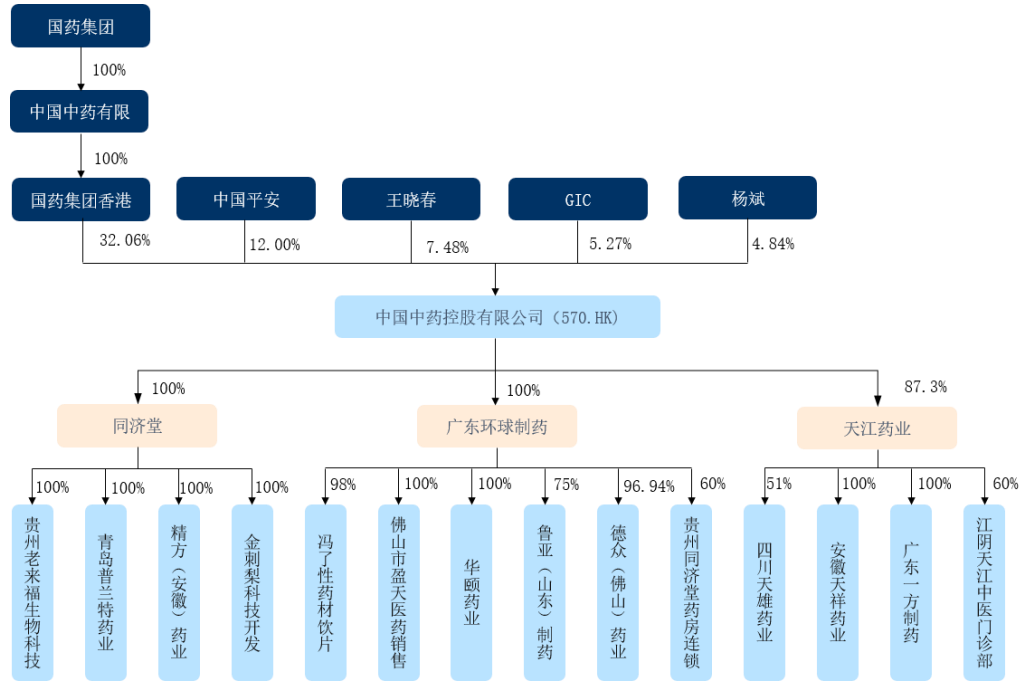 国药集团
100%
中国中药有限
100%
国药集团香港
中国平安
王晓春
GIC
杨斌
32.06%
12.00%
7.48%
5.27%
4.84%
中国中药控股有限公司（570.HK)
100%
100%
87.3%
同济堂
广东环球制药
天江药业
100%
100%
100%
100%
98%
100%
100%
75%
96.94%
60%
51%
100%
100%
60%
贵州老来福生物科技
青岛普兰特药业
精方（安徽）药业
金刺梨科技开发
冯了性药材饮片
佛山市盈天医药销售
华颐药业
鲁亚（山东）制药
德众（佛山）药业
贵州同济堂药房连锁
四川天雄药业
安徽天祥药业
广东一方制药
江阴天江中医门诊部